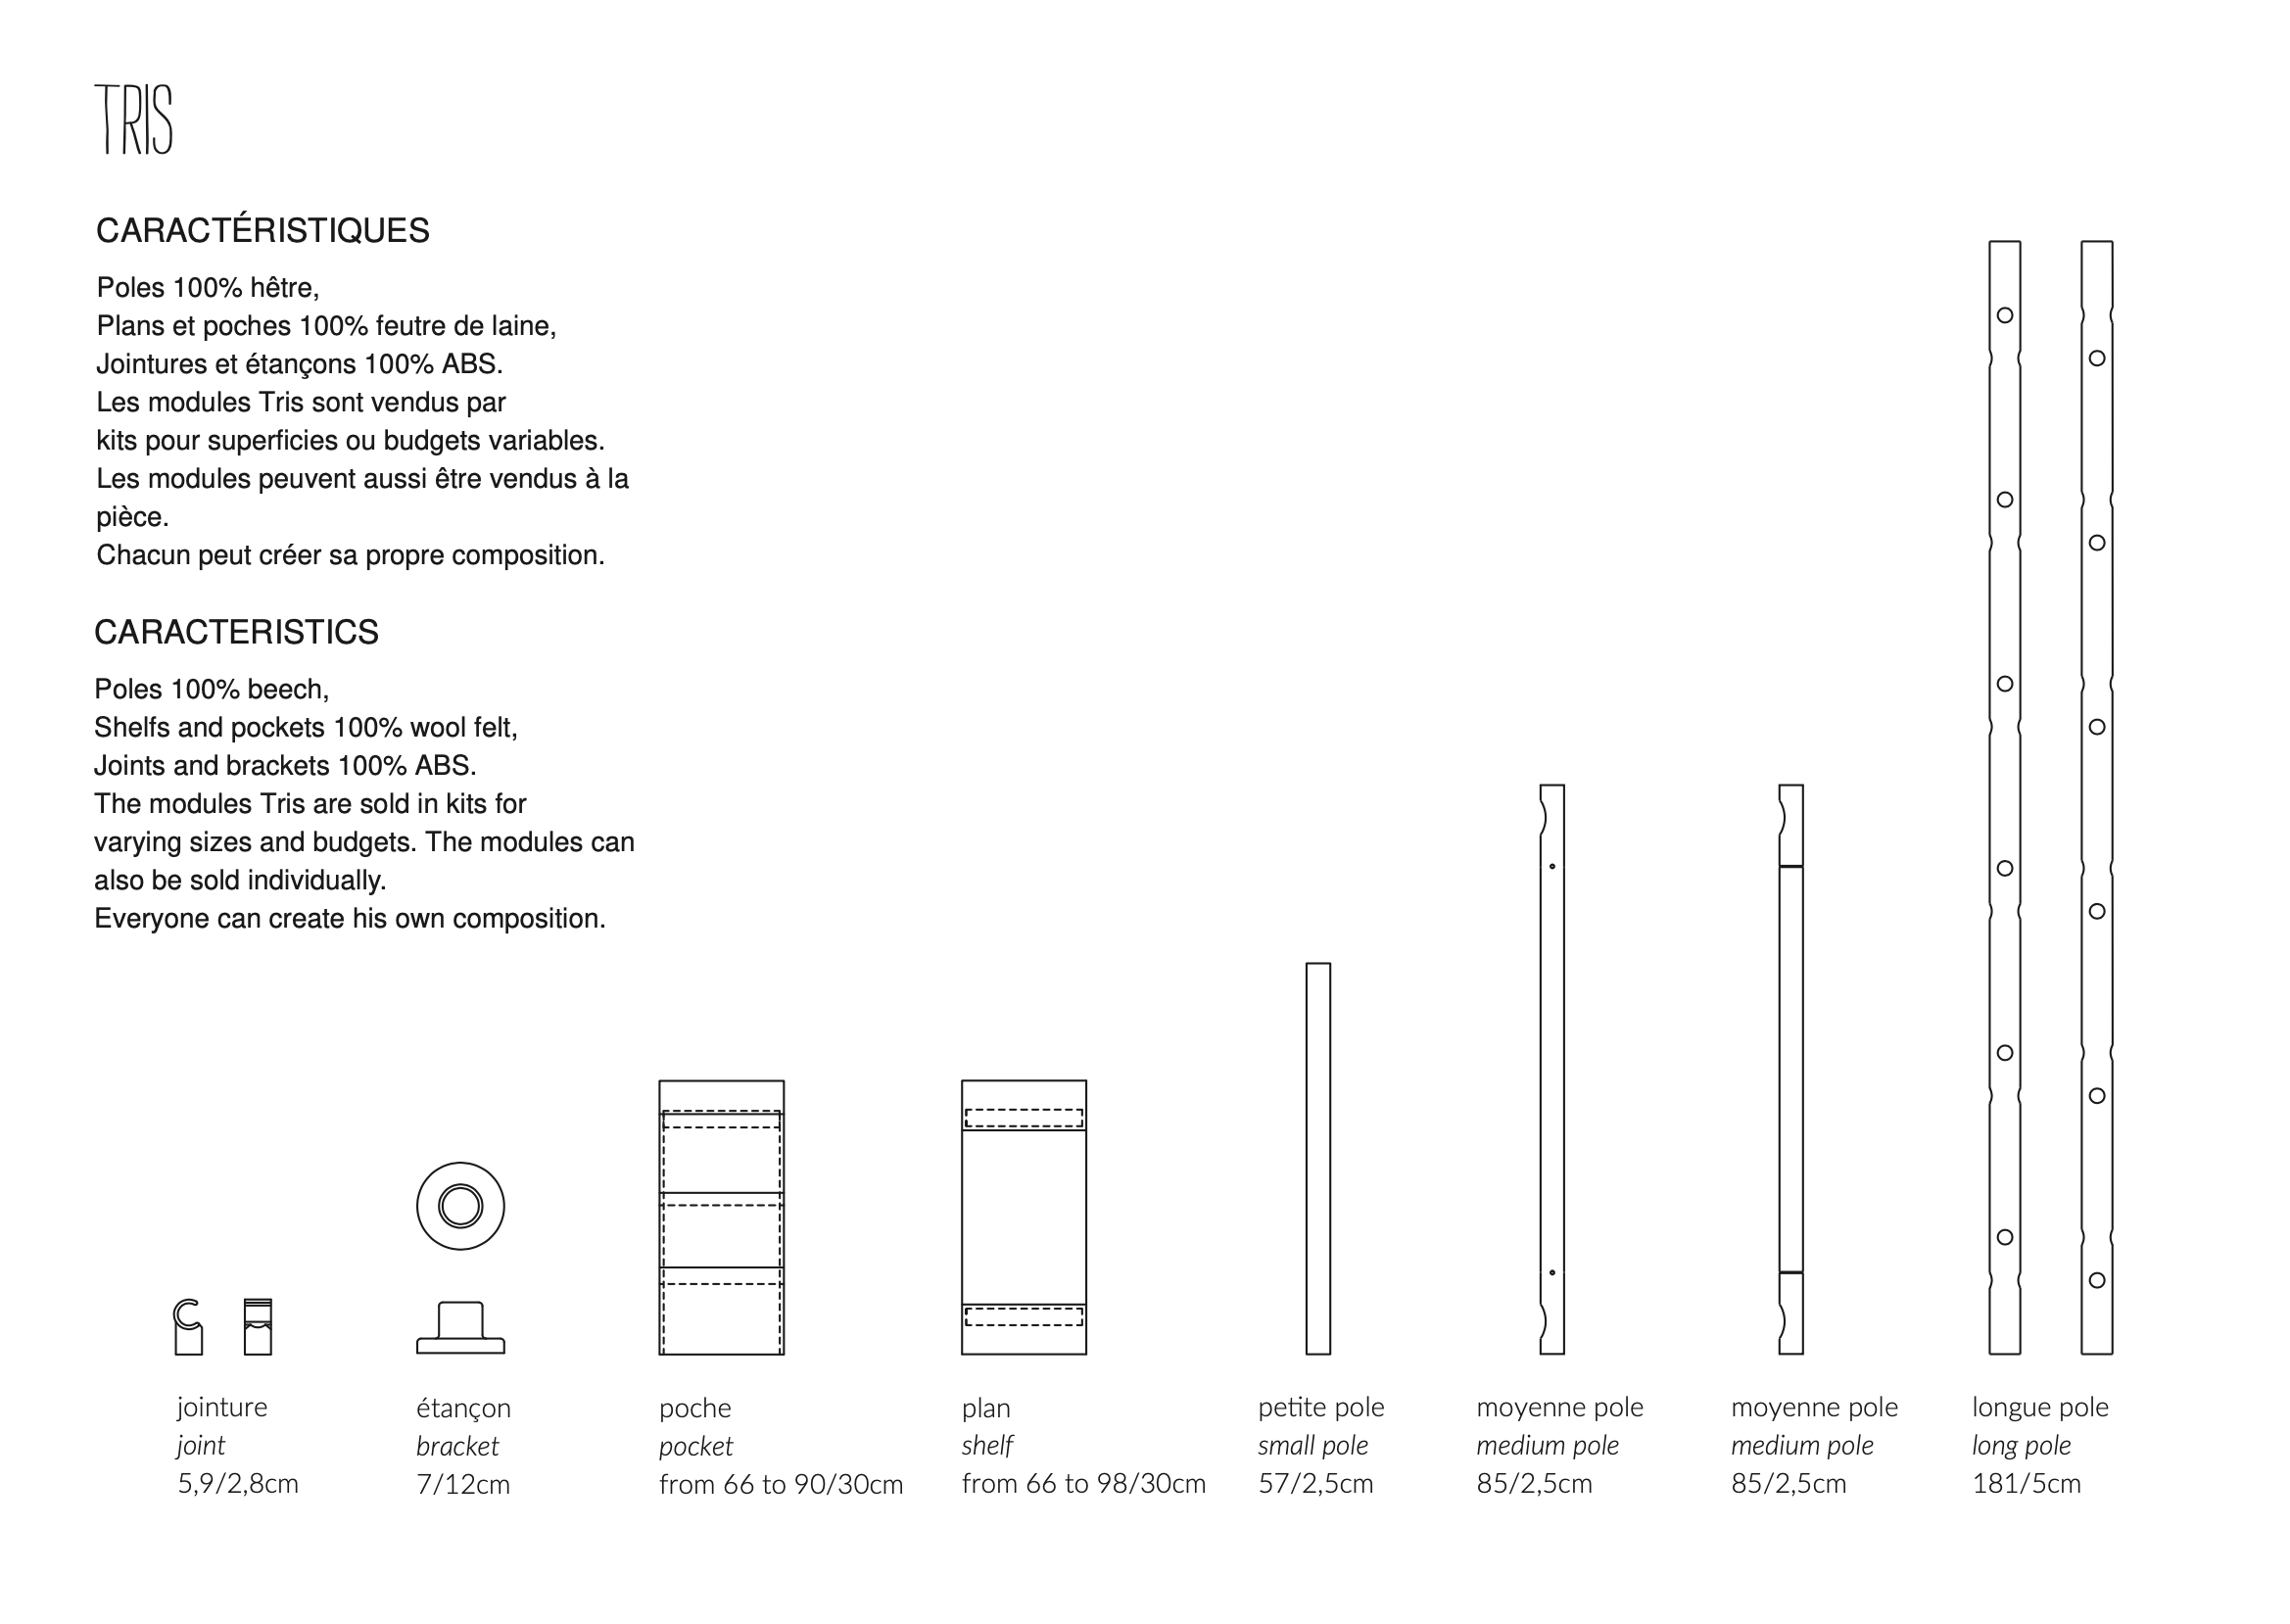 TRIS
CARACTÉRISTIQUES
Poles 100% hêtre,
Plans et poches 100% feutre de laine,
Jointures et étançons 100% ABS.
Les modules Tris sont vendus par
kits pour superficies ou budgets variables.
Les modules peuvent aussi être vendus à la
pièce.
Chacun peut créer sa propre composition.
CARACTERISTICS
Poles 100% beech,
Shelfs and pockets 100% wool felt,
Joints and brackets 100% ABS.
The modules Tris are sold in kits for
varying sizes and budgets. The modules can
also be sold individually.
Everyone can create his own composition.
jointure
joint
5,9/2,8cm
étançon
bracket
7/12cm
poche
pocket
from 66 to 90/30cm
plan
shelf
from 66 to 98/30cm
petite pole
small pole
57/2,5cm
moyenne pole
medium pole
85/2,5cm
moyenne pole
medium pole
85/2,5cm
longue pole
long pole
181/5cm